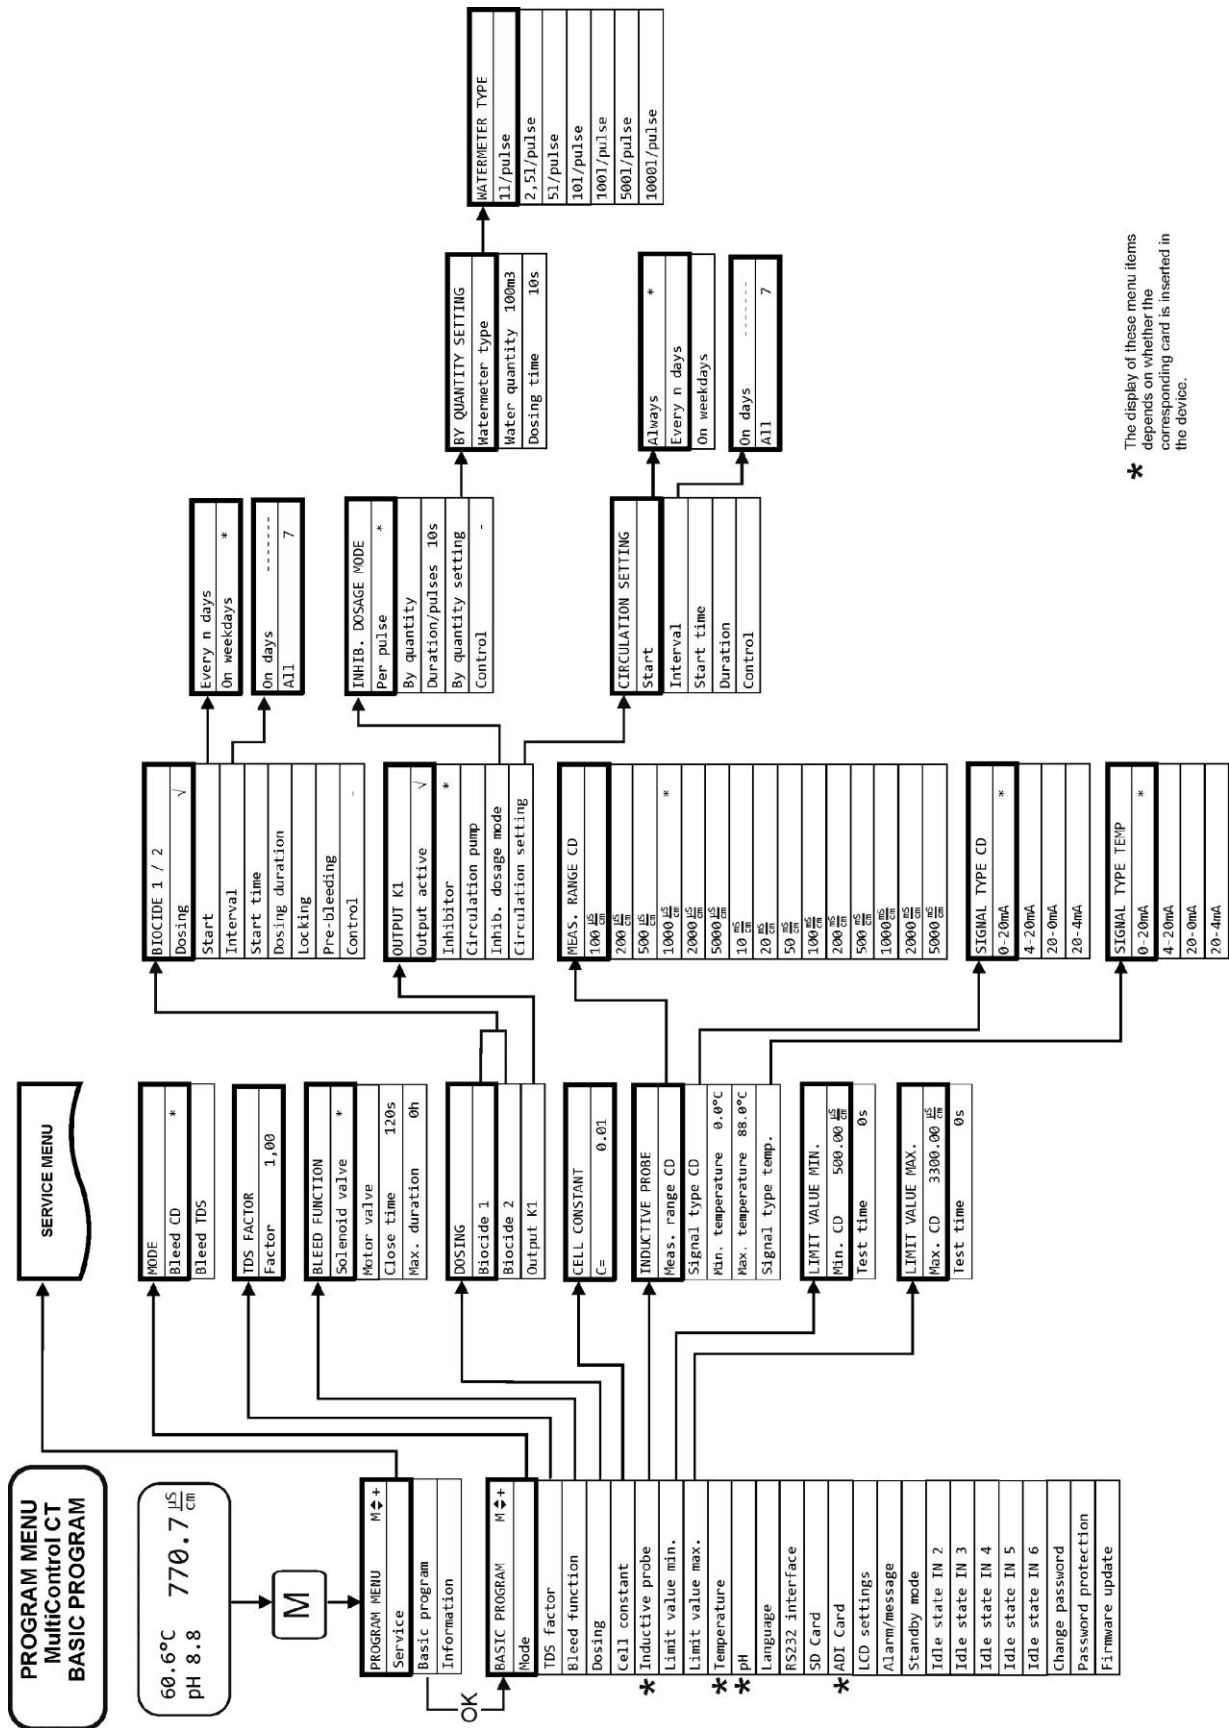 PROGRAM MENU
MultiControl CT
BASIC PROGRAM
60.6°C 770.7 µS/cm
pH 8.8
M
PROGRAM MENU M+
Service
Basic program
Information
OK
BASIC PROGRAM M+
Mode
TDS factor
Bleed function
Dosing
Cell constant
* Inductive probe
Limit value min.
Limit value max.
* Temperature
* pH
Language
RS232 interface
SD Card
* ADI Card
LCD settings
Alarm/message
Standby mode
Idle state IN 2
Idle state IN 3
Idle state IN 4
Idle state IN 5
Idle state IN 6
Change password
Password protection
Firmware update
SERVICE MENU
MODE
Bleed CD *
Bleed TDS
TDS FACTOR
Factor 1,00
BLEED FUNCTION
Solenoid valve *
Motor valve
Close time 120s
Max. duration 0h
DOSING
Biocide 1
Biocide 2
Output K1
CELL CONSTANT
C= 0.01
INDUCTIVE PROBE
Meas. range CD
Signal type CD
Min. temperature 0.0°C
Max. temperature 88.0°C
Signal type temp.
LIMIT VALUE MIN.
Min. CD 500.00 µS/cm
Test time 0s
LIMIT VALUE MAX.
Max. CD 3300.00 µS/cm
Test time 0s
BIOCIDE 1 / 2
Dosing √
Start
Interval
Start time
Dosing duration
Locking
Pre-bleeding
Control -
OUTPUT K1
Output active √
Inhibitor *
Circulation pump
Inhib. dosage mode
Circulation setting
MEAS. RANGE CD
100 µS/cm
200 µS/cm
500 µS/cm
1000 µS/cm *
2000 µS/cm
5000 µS/cm
10 mS/cm
20 mS/cm
50 mS/cm
100 mS/cm
200 mS/cm
500 mS/cm
1000 mS/cm
2000 mS/cm
5000 mS/cm
SIGNAL TYPE CD
0-20mA *
4-20mA
20-0mA
20-4mA
SIGNAL TYPE TEMP
0-20mA *
4-20mA
20-0mA
20-4mA
Every n days
On weekdays *
On days -------
All 7
INHIB. DOSAGE MODE
Per pulse *
By quantity
Duration/pulses 10s
By quantity setting
Control -
CIRCULATION SETTING
Start
Interval
Start time
Duration
Control
BY QUANTITY SETTING
Watermeter type
Water quantity 100m3
Dosing time 10s
Always *
Every n days
On weekdays
On days -------
All 7
WATERMETER TYPE
1l/pulse
2,5l/pulse
5l/pulse
10l/pulse
100l/pulse
500l/pulse
1000l/pulse
* The display of these menu items
depends on whether the
corresponding card is inserted in
the device.